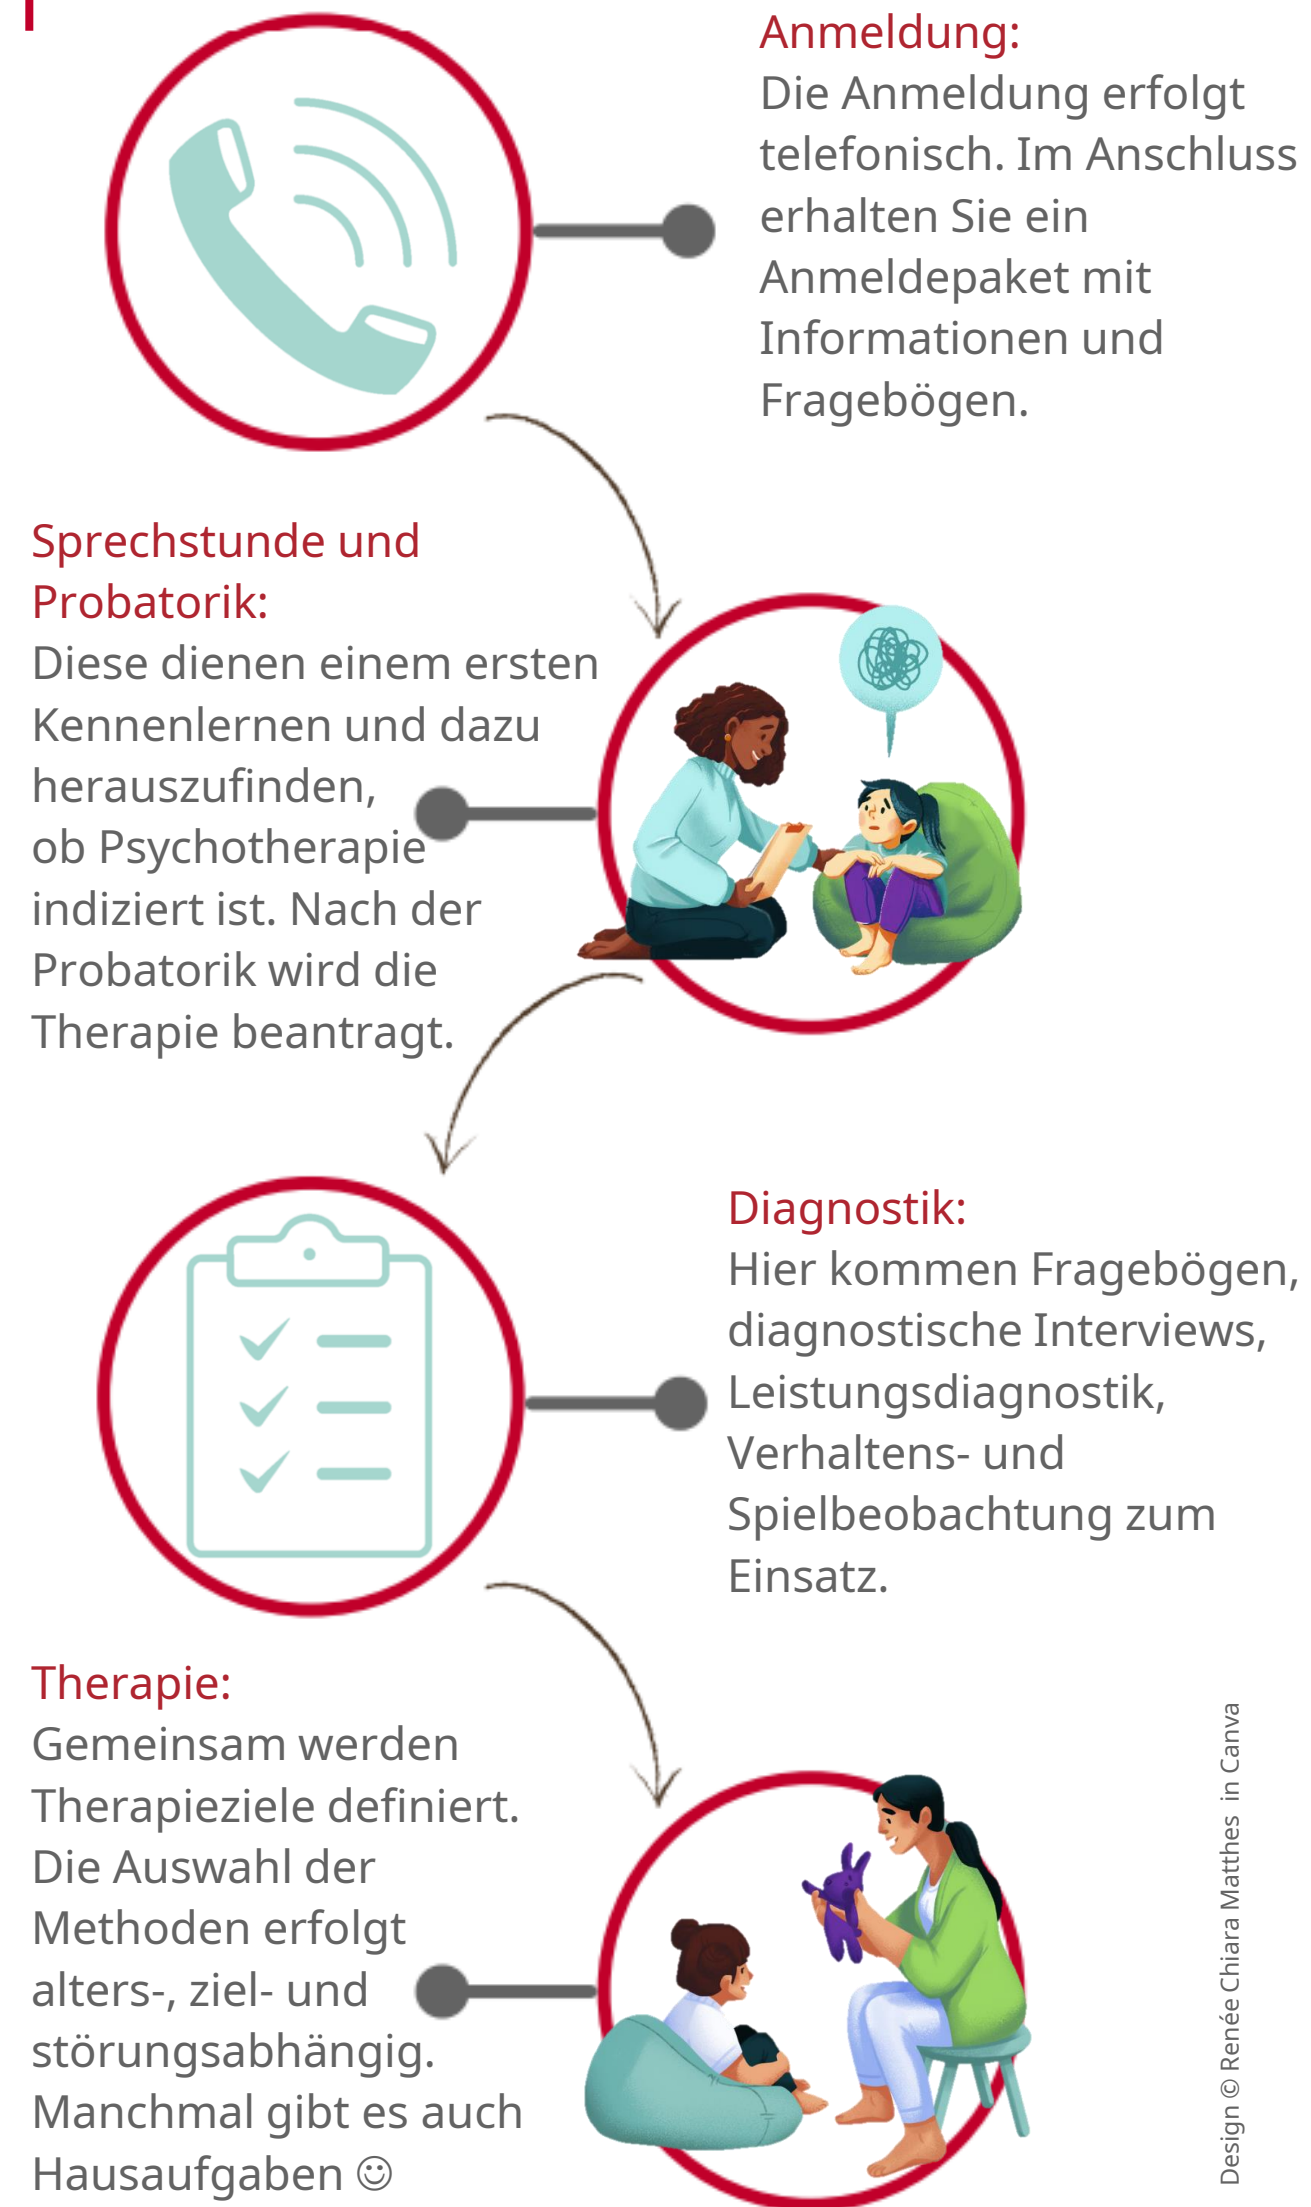 Anmeldung:
Die Anmeldung erfolgt
telefonisch. Im Anschluss
erhalten Sie ein
Anmeldepaket mit
Informationen und
Fragebögen.
Sprechstunde und
Probatorik:
Diese dienen einem ersten
Kennenlernen und dazu
herauszufinden,
ob Psychotherapie
indiziert ist. Nach der
Probatorik wird die
Therapie beantragt.
Diagnostik:
Hier kommen Fragebögen,
diagnostische Interviews,
Leistungsdiagnostik,
Verhaltens- und
Spielbeobachtung zum
Einsatz.
Therapie:
Gemeinsam werden
Therapieziele definiert.
Die Auswahl der
Methoden erfolgt
alters-, ziel- und
störungsabhängig.
Manchmal gibt es auch
Hausaufgaben ☺
Design © Renée Chiara Matthes in Canva